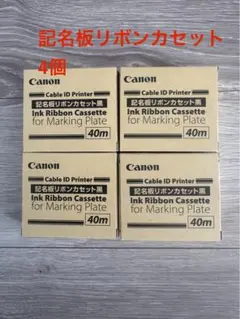 記名板リボンカセット
4個
Canon
Cable ID Printer
記名板リボンカセット黒
Ink Ribbon Cassette
for Marking Plate
40m
Canon
Cable ID Printer
記名板リボンカセット黒
Ink Ribbon Cassette
for Marking Plate
40m
Canon
Cable ID Printer
記名板リボンカセット黒
Ink Ribbon Cassette
for Marking Plate
40m
Canon
Cable ID Printer
記名板リボンカセット黒
Ink Ribbon Cassette
for Marking Plate
40m